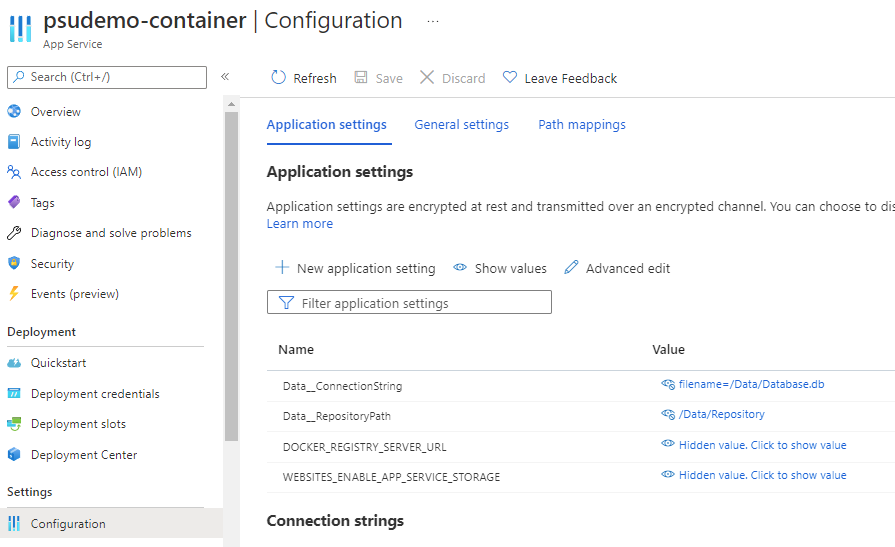 psudemo-container | Configuration ...
App Service
Search (Ctrl+/)
«
Refresh Save Discard Leave Feedback
Overview
Activity log
Access control (IAM)
Tags
Diagnose and solve problems
Security
Events (preview)
Deployment
Quickstart
Deployment credentials
Deployment slots
Deployment Center
Settings
Configuration
Application settings General settings Path mappings
Application settings
Application settings are encrypted at rest and transmitted over an encrypted channel. You can choose to dis
Learn more
New application setting Show values Advanced edit
Filter application settings
Name Value
Data__ConnectionString filename=/Data/Database.db
Data__RepositoryPath /Data/Repository
DOCKER_REGISTRY_SERVER_URL Hidden value. Click to show value
WEBSITES_ENABLE_APP_SERVICE_STORAGE Hidden value. Click to show value
Connection strings